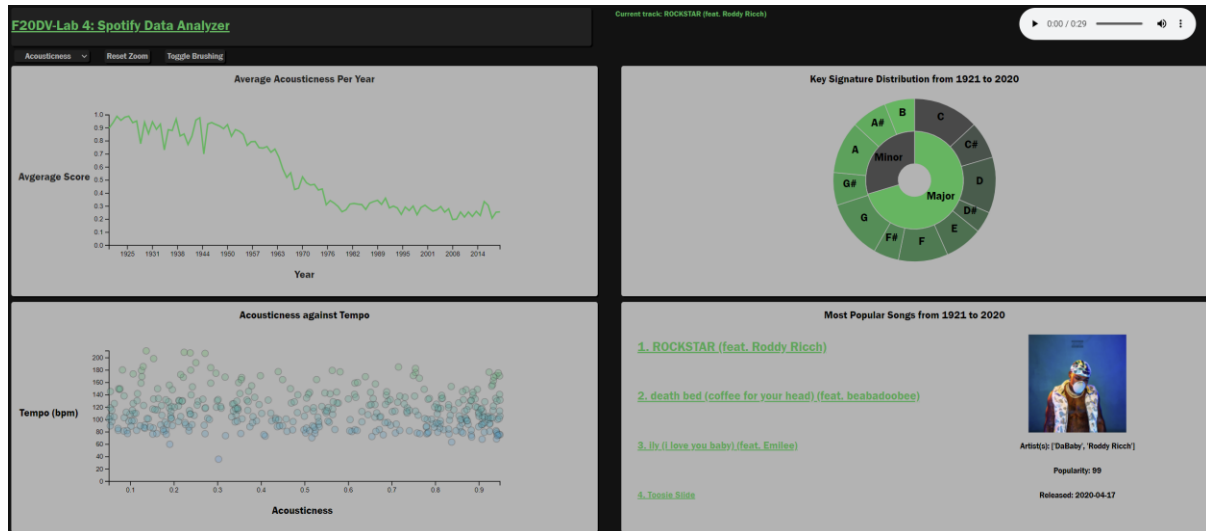 F20DV-Lab 4: Spotify Data Analyzer
Current track: ROCKSTAR (feat. Roddy Ricch)
0:00 / 0:29
Acousticness
Reset Zoom
Toggle Brushing
Average Acousticness Per Year
1.0
0.9
0.8
0.7
0.6
0.5
0.4
0.3
0.2
0.1
0.0
Avgerage Score
1925 1931 1938 1944 1950 1957 1963 1970 1976 1982 1989 1995 2001 2008 2014
Year
Key Signature Distribution from 1921 to 2020
C
C#
D
D#
E
F
F#
G
G#
A
A#
B
Minor
Major
Acousticness against Tempo
200
180
160
140
120
100
80
60
40
20
0
Tempo (bpm)
0.1 0.2 0.3 0.4 0.5 0.6 0.7 0.8 0.9
Acousticness
Most Popular Songs from 1921 to 2020
1. ROCKSTAR (feat. Roddy Ricch)
2. death bed (coffee for your head) (feat. beabadoobee)
3. ily (i love you baby) (feat. Emilee)
4. Toosie Slide
Artist(s): ['DaBaby', 'Roddy Ricch']
Popularity: 99
Released: 2020-04-17